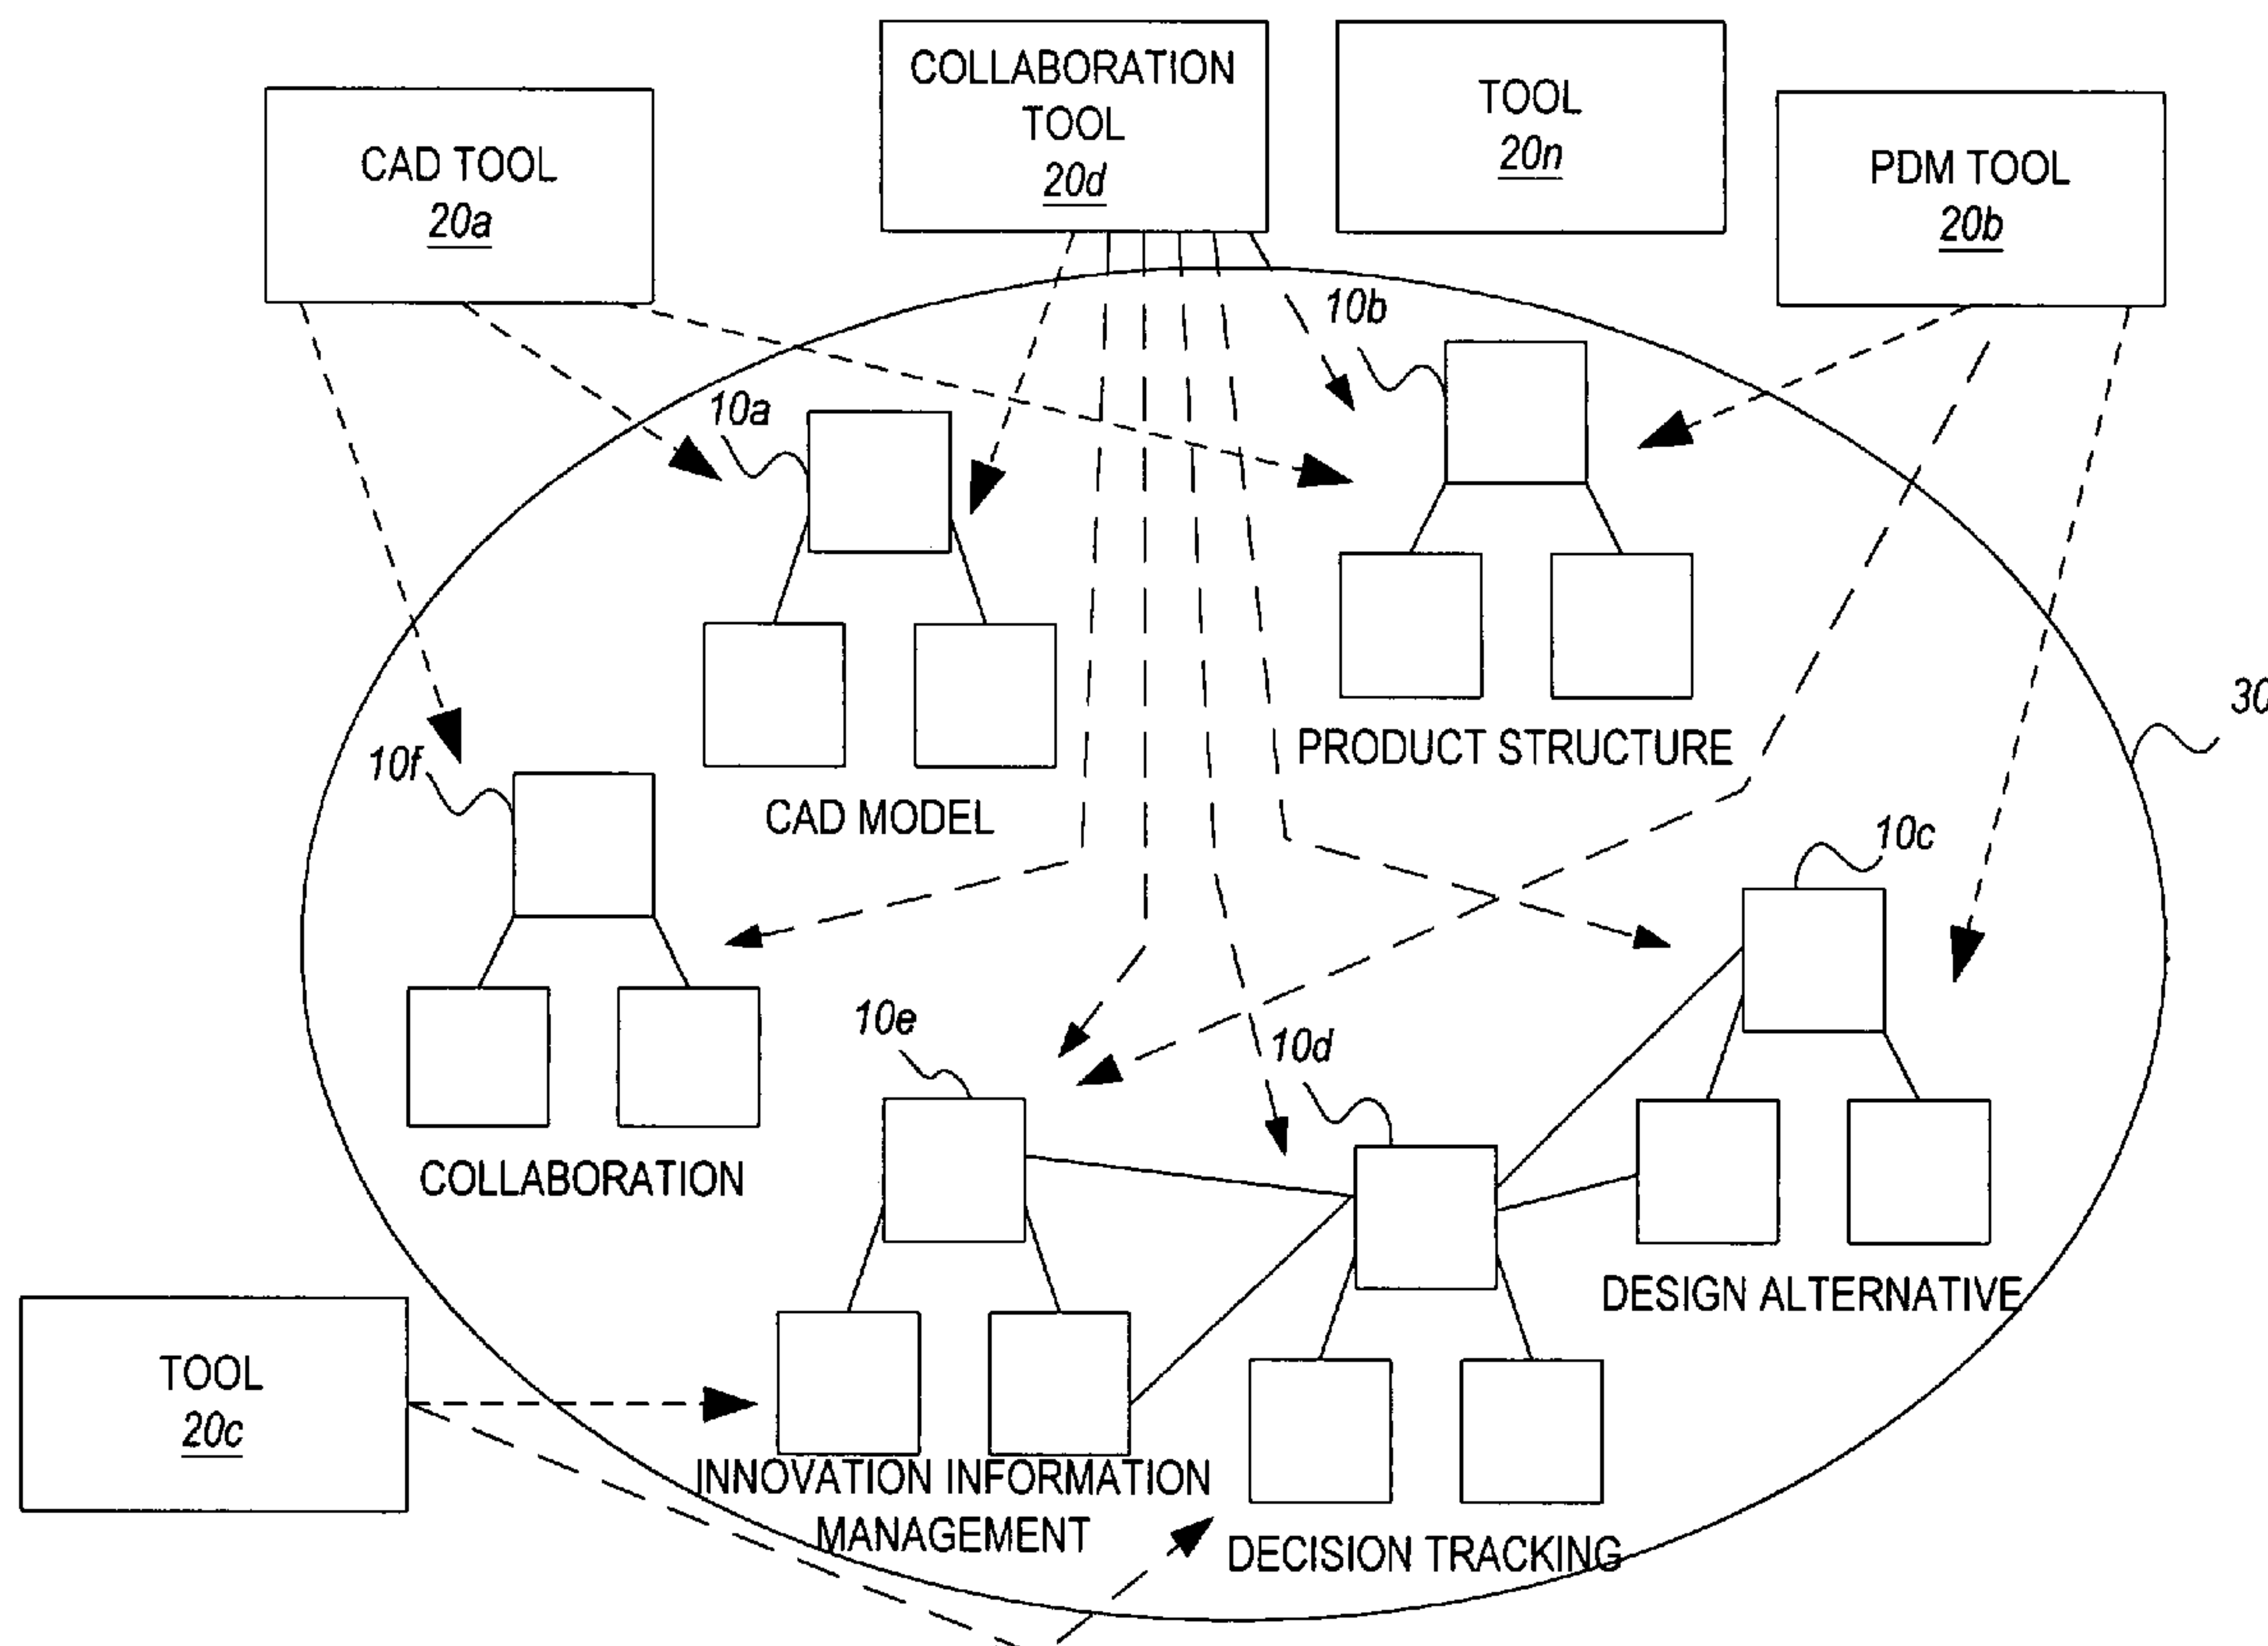 COLLABORATION
TOOL
20d
TOOL
20n
CAD TOOL
20a
PDM TOOL
20b
10b
10a
30
PRODUCT STRUCTURE
10f
CAD MODEL
10c
10e
10d
COLLABORATION
DESIGN ALTERNATIVE
TOOL
20c
INNOVATION INFORMATION
MANAGEMENT
DECISION TRACKING